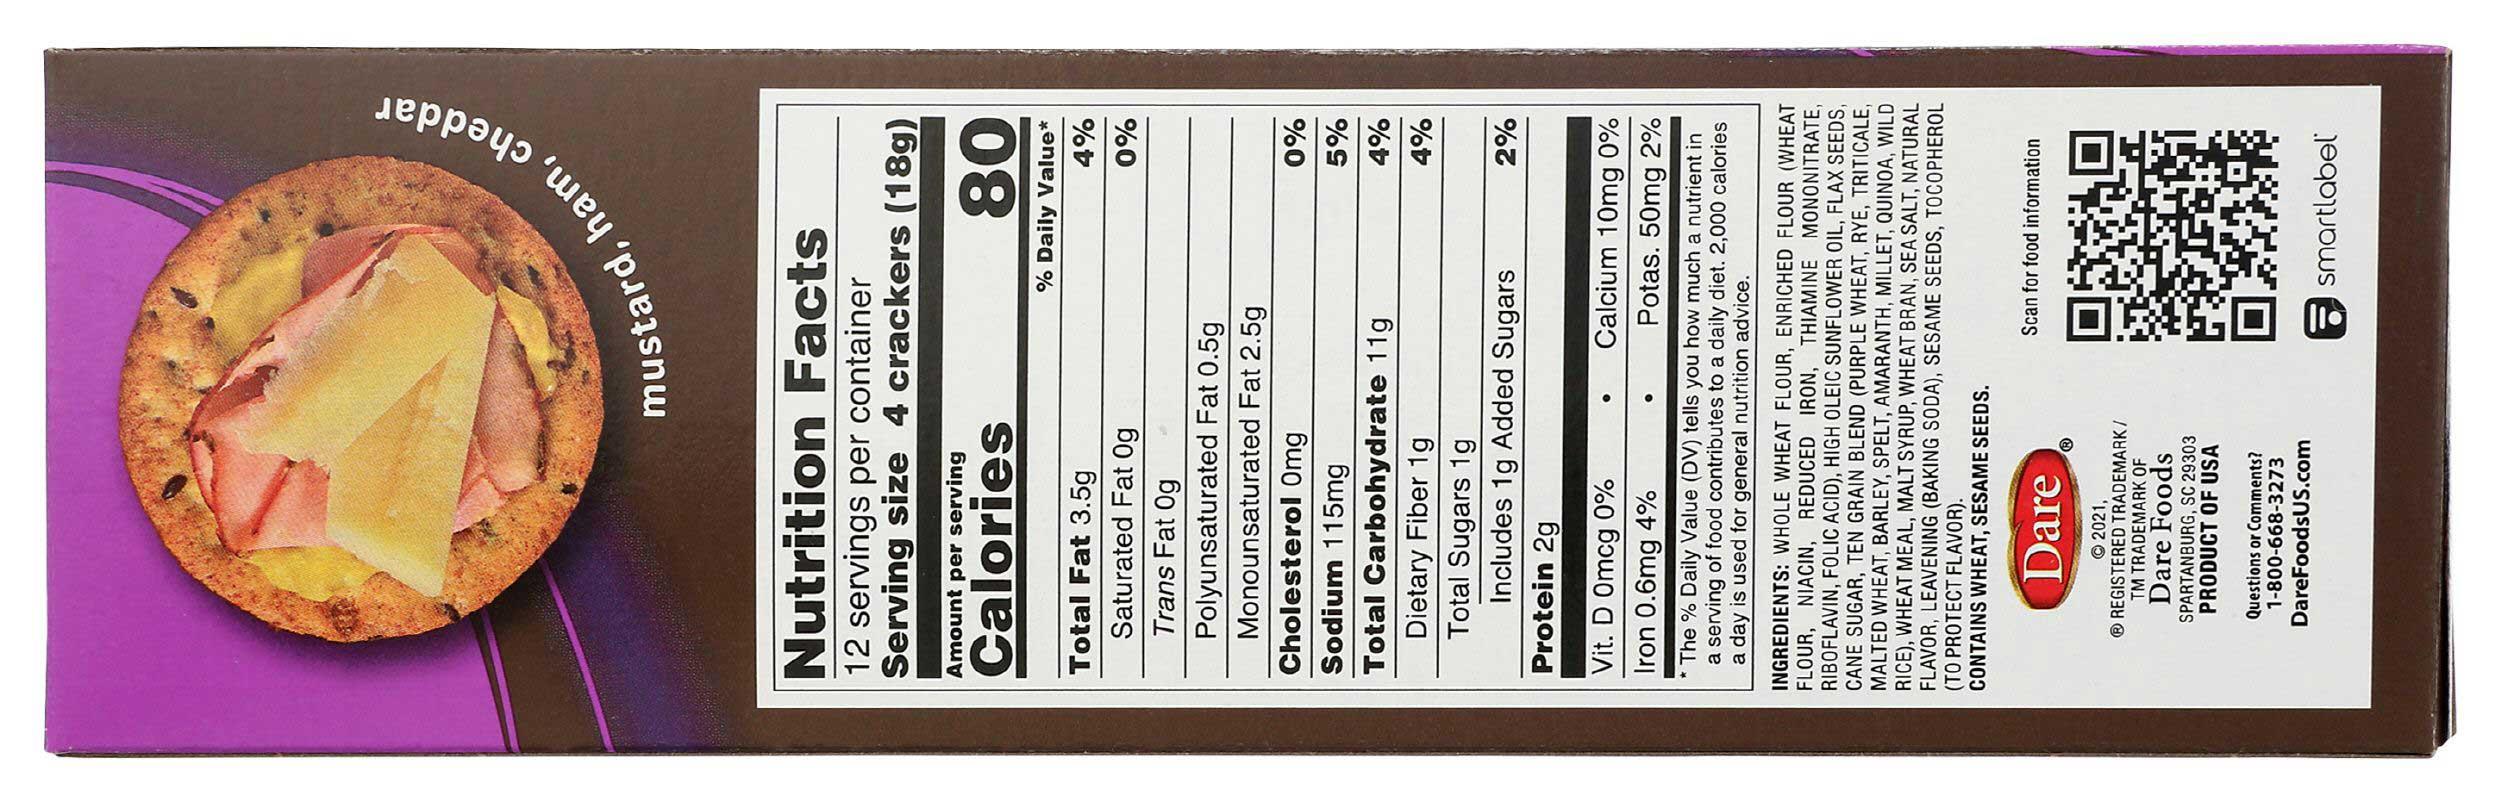 mustard, ham, cheddar
Nutrition Facts
12 servings per container
Serving size 4 crackers (18g)
Amount per serving
Calories 80
% Daily Value*
Total Fat 3.5g 4%
Saturated Fat 0g 0%
Trans Fat 0g
Polyunsaturated Fat 0.5g
Monounsaturated Fat 2.5g
Cholesterol 0mg 0%
Sodium 115mg 5%
Total Carbohydrate 11g 4%
Dietary Fiber 1g 4%
Total Sugars 1g
Includes 1g Added Sugars 2%
Protein 2g
Vit. D 0mcg 0% • Calcium 10mg 0%
Iron 0.6mg 4% • Potas. 50mg 2%
* The % Daily Value (DV) tells you how much a nutrient in
a serving of food contributes to a daily diet. 2,000 calories
a day is used for general nutrition advice.
INGREDIENTS: WHOLE WHEAT FLOUR, ENRICHED FLOUR (WHEAT
FLOUR, NIACIN, REDUCED IRON, THIAMINE MONONITRATE,
RIBOFLAVIN, FOLIC ACID), HIGH OLEIC SUNFLOWER OIL, FLAX SEEDS,
CANE SUGAR, TEN GRAIN BLEND (PURPLE WHEAT, RYE, TRITICALE,
MALTED WHEAT, BARLEY, SPELT, AMARANTH, MILLET, QUINOA, WILD
RICE), WHEAT MEAL, MALT SYRUP, WHEAT BRAN, SEA SALT, NATURAL
FLAVOR, LEAVENING (BAKING SODA), SESAME SEEDS, TOCOPHEROL
(TO PROTECT FLAVOR).
CONTAINS WHEAT, SESAME SEEDS.
Dare®
© 2021,
® REGISTERED TRADEMARK /
TM TRADEMARK OF
Dare Foods
SPARTANBURG, SC 29303
PRODUCT OF USA
Questions or Comments?
1-800-668-3273
DareFoodsUS.com
Scan for food information
smartlabel™